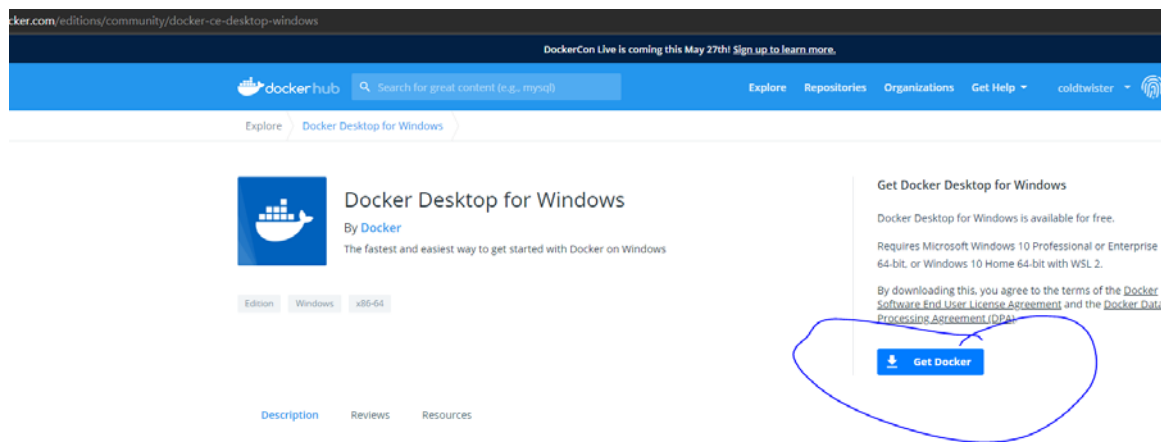 cker.com/editions/community/docker-ce-desktop-windows
DockerCon Live is coming this May 27th! Sign up to learn more.
dockerhub
Search for great content (e.g., mysql)
Explore
Repositories
Organizations
Get Help
coldtwister
Explore
Docker Desktop for Windows
Docker Desktop for Windows
By Docker
The fastest and easiest way to get started with Docker on Windows
Edition
Windows
x86-64
Get Docker Desktop for Windows
Docker Desktop for Windows is available for free.
Requires Microsoft Windows 10 Professional or Enterprise
64-bit, or Windows 10 Home 64-bit with WSL 2.
By downloading this, you agree to the terms of the Docker
Software End User License Agreement and the Docker Data
Processing Agreement (DPA).
Get Docker
Description
Reviews
Resources